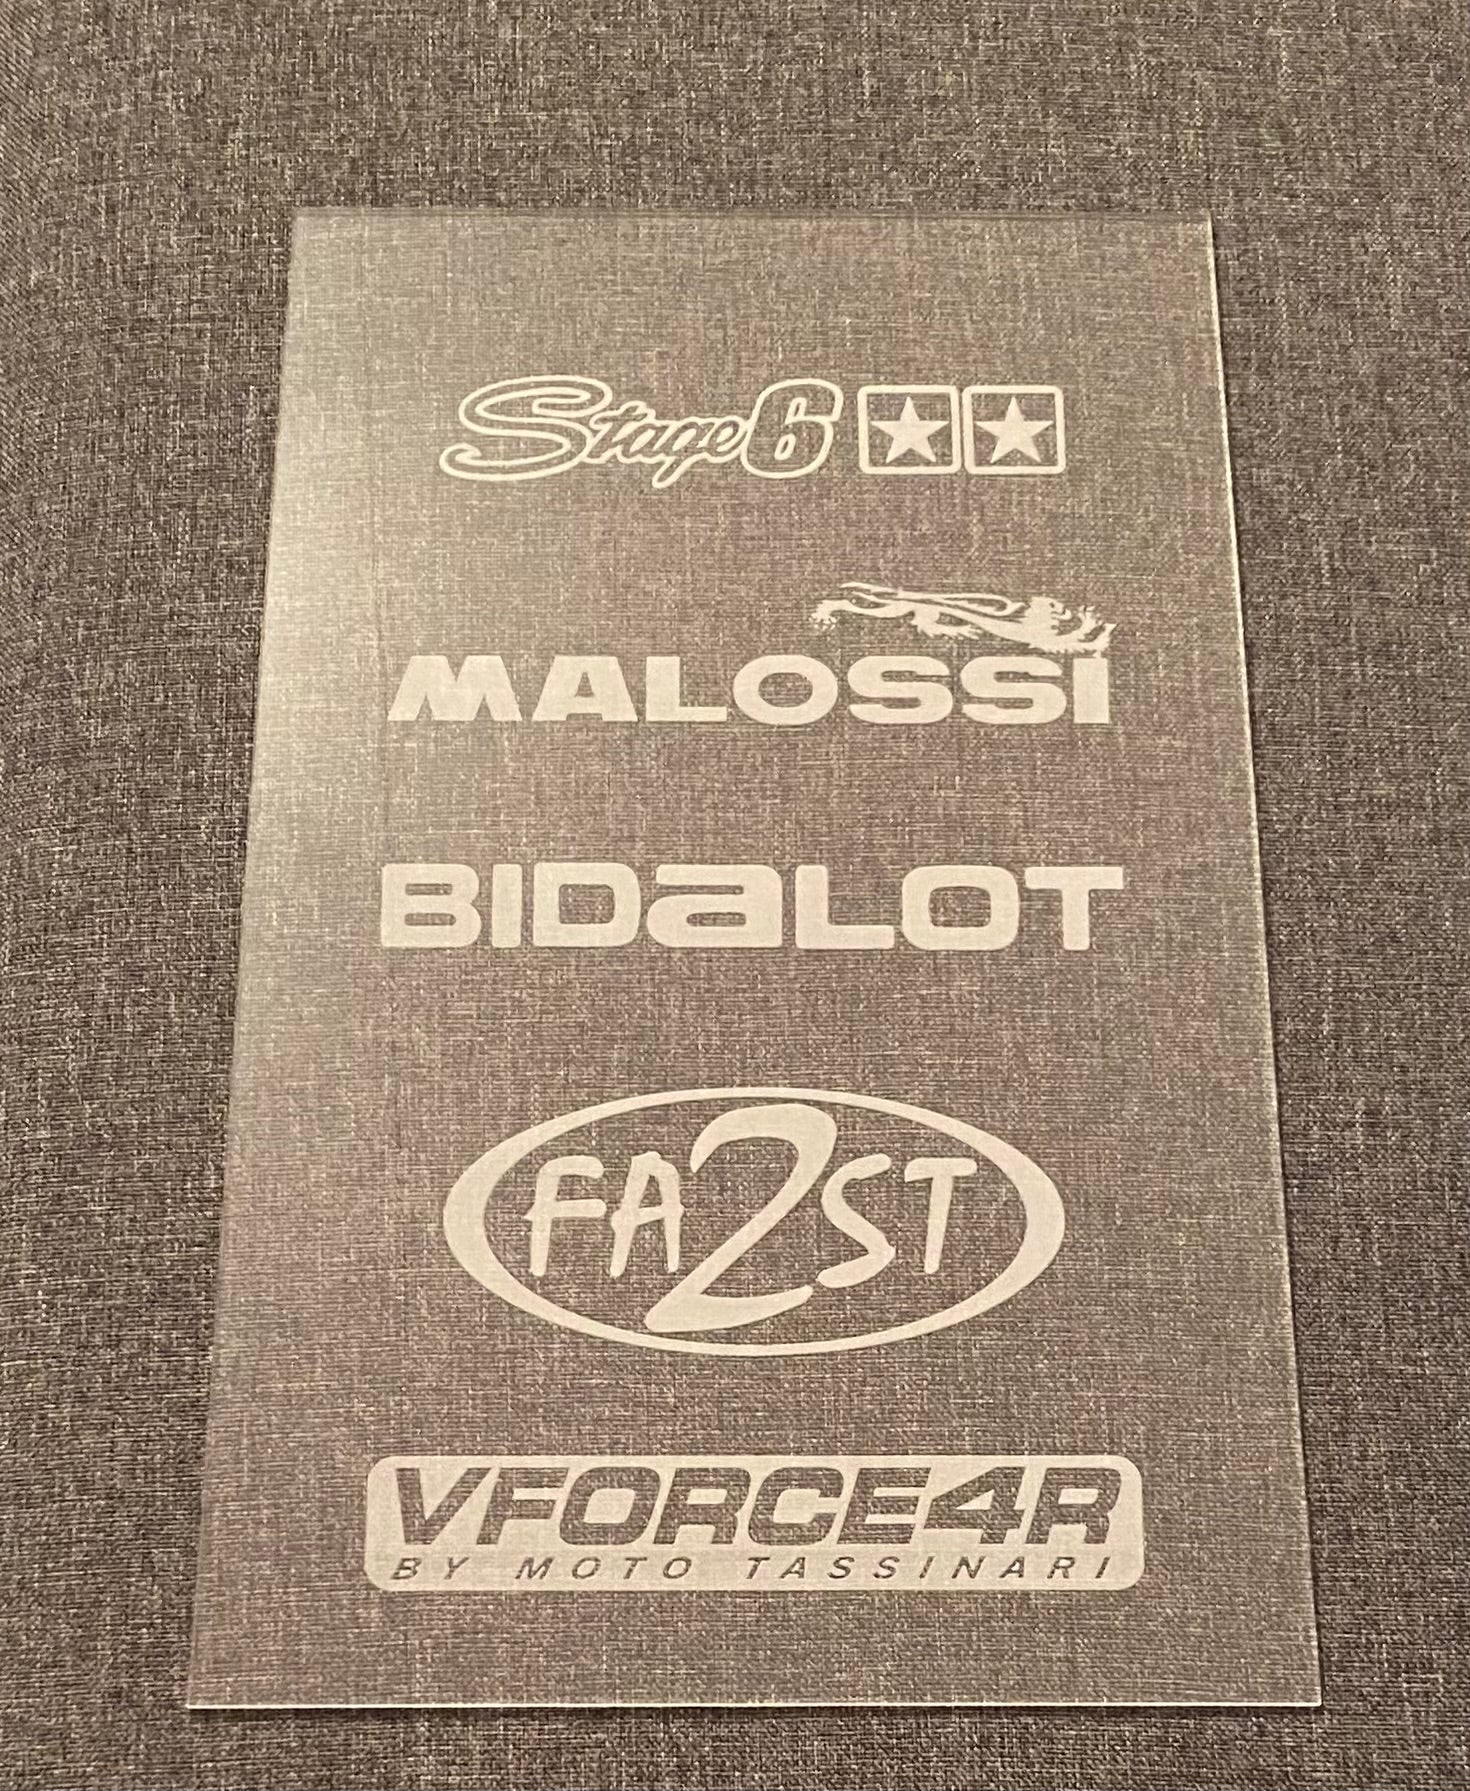 Stage6
MALOSSI
BIDaLOT
FA2ST
VFORCE4R
BY MOTO TASSINARI